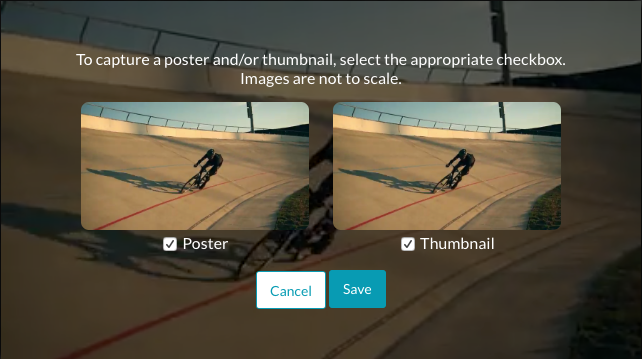 To capture a poster and/or thumbnail, select the appropriate checkbox.
Images are not to scale.
Poster
Thumbnail
Cancel
Save